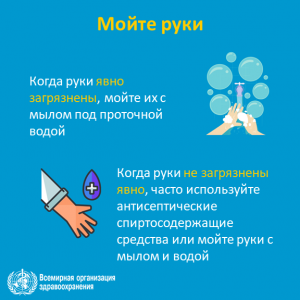 Мойте руки
Когда руки явно
загрязнены, мойте их с
мылом под проточной
водой
Когда руки не загрязнены
явно, часто используйте
антисептические
спиртосодержащие
средства или мойте руки с
мылом и водой
Всемирная организация
здравоохранения